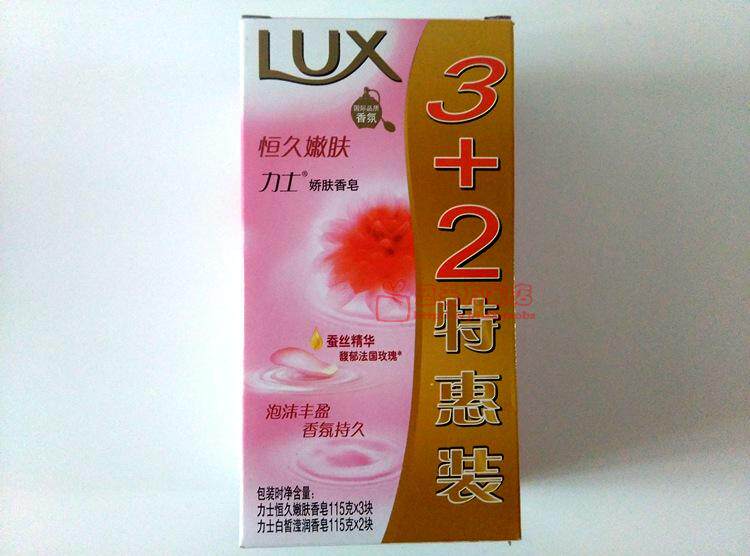 LUX
国际品牌
香氛
恒久嫩肤
力士® 娇肤香皂
3+2特惠装
蚕丝精华
馥郁法国玫瑰*
泡沫丰盈
香氛持久
包装时净含量：
力士恒久嫩肤香皂115克×3块
力士白皙滢润香皂115克×2块